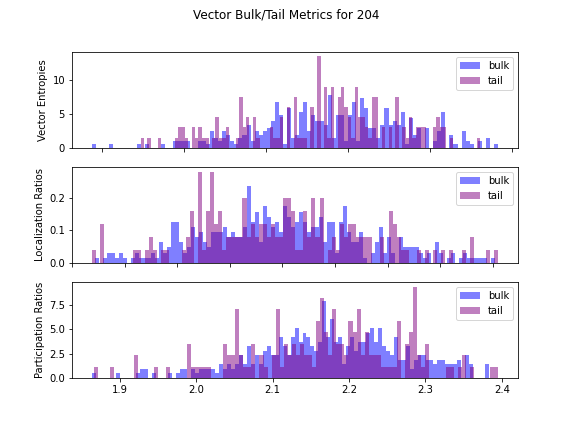 Vector Bulk/Tail Metrics for 204
Vector Entropies
10
5
0
bulk
tail
Localization Ratios
0.2
0.1
0.0
bulk
tail
Participation Ratios
7.5
5.0
2.5
0.0
bulk
tail
1.9 2.0 2.1 2.2 2.3 2.4